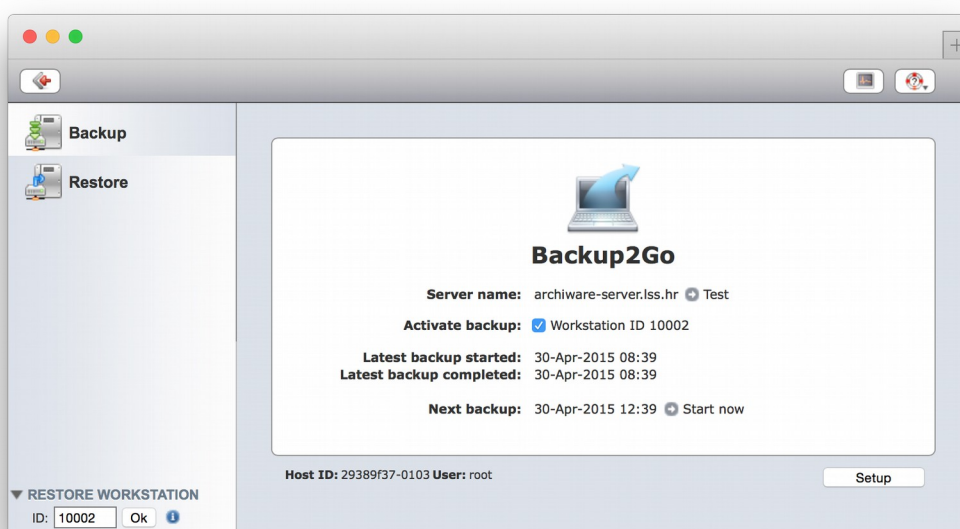 Backup
Restore
Backup2Go
Server name: archiware-server.lss.hr Test
Activate backup: Workstation ID 10002
Latest backup started: 30-Apr-2015 08:39
Latest backup completed: 30-Apr-2015 08:39
Next backup: 30-Apr-2015 12:39 Start now
Host ID: 29389f37-0103 User: root
Setup
RESTORE WORKSTATION
ID: 10002 Ok